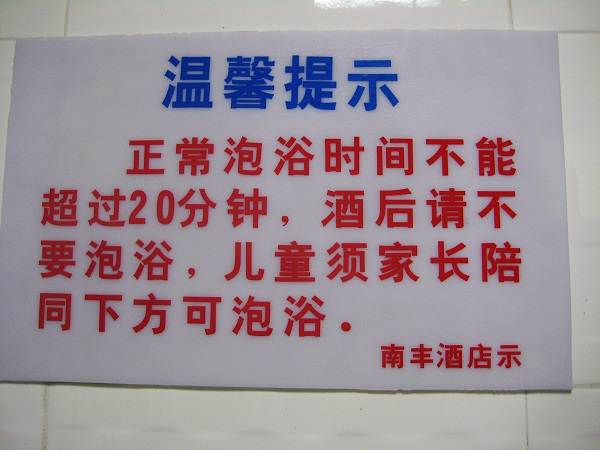 温馨提示
正常泡浴时间不能
超过20分钟，酒后请不
要泡浴，儿童须家长陪
同下方可泡浴．
南丰酒店示